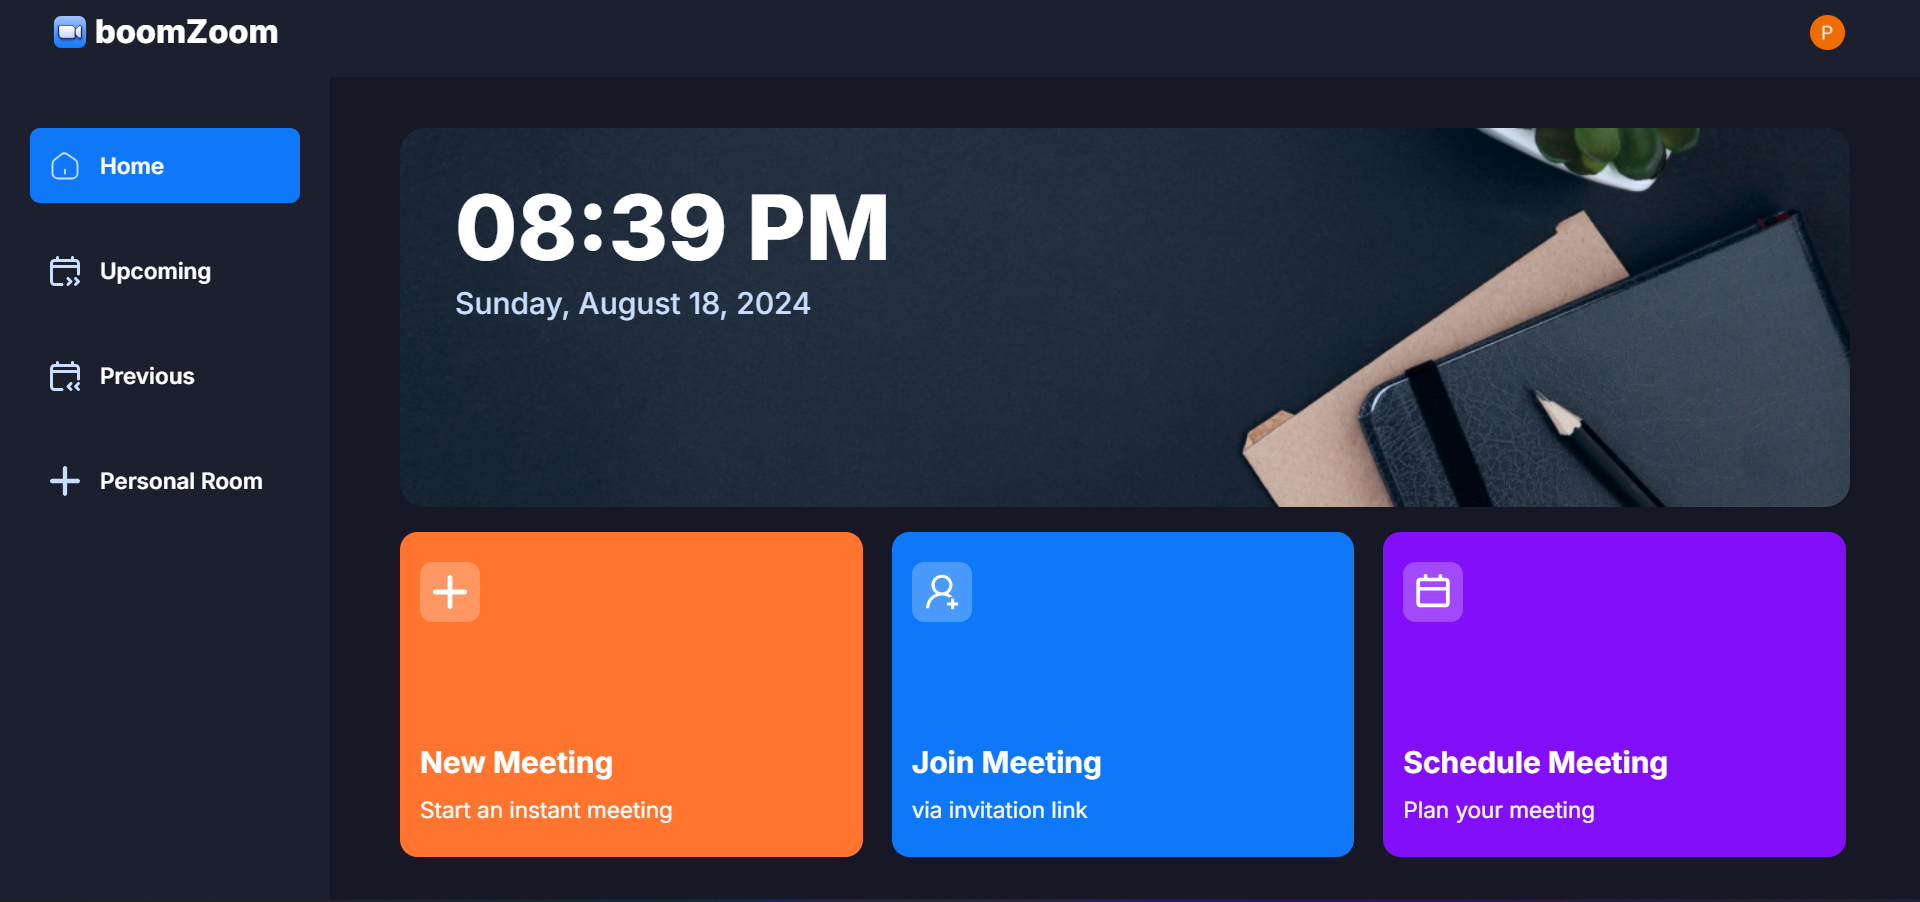 boomZoom
P
Home
Upcoming
Previous
Personal Room
08:39 PM
Sunday, August 18, 2024
New Meeting
Start an instant meeting
Join Meeting
via invitation link
Schedule Meeting
Plan your meeting